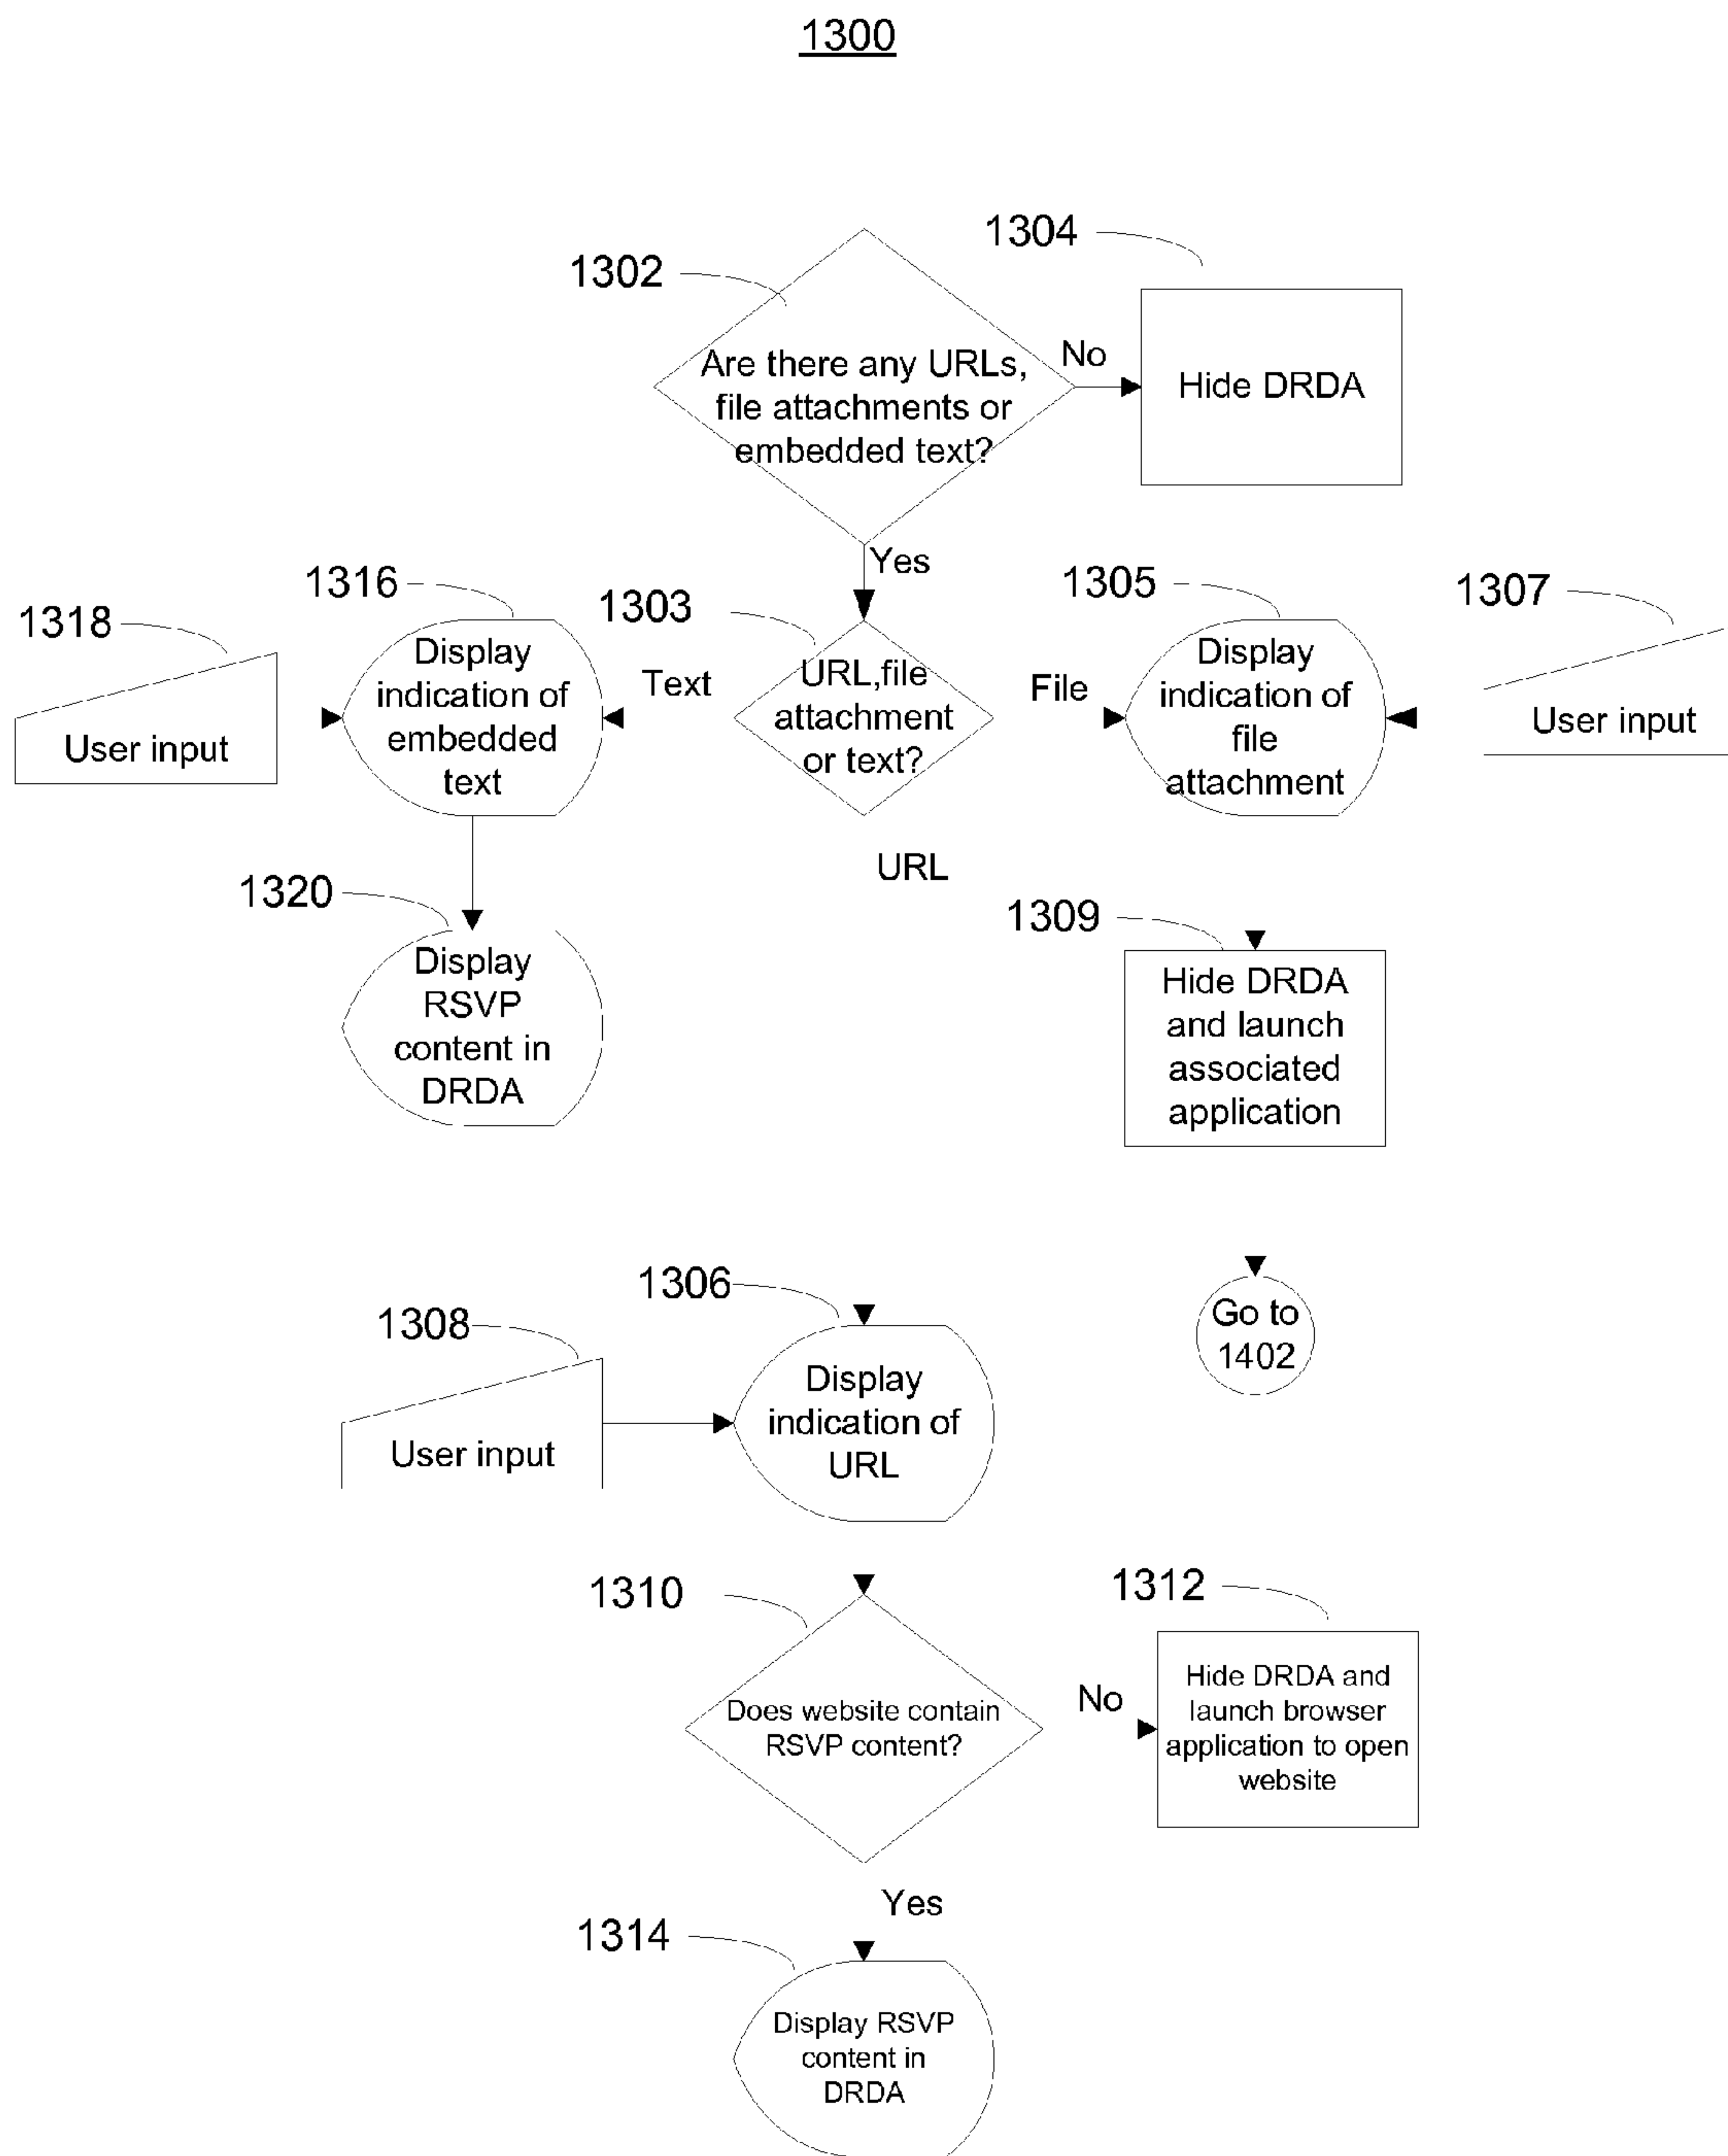 1300
1304
1302
Are there any URLs,
file attachments or
embedded text?
No
Hide DRDA
Yes
1316
1303
1305
1307
1318
Display
indication of
embedded
text
Text
URL,file
attachment
or text?
File
Display
indication of
file
attachment
User input
User input
URL
1320
1309
Display
RSVP
content in
DRDA
Hide DRDA
and launch
associated
application
1306
1308
Go to
1402
Display
indication of
URL
User input
1310
1312
Does website contain
RSVP content?
No
Hide DRDA and
launch browser
application to open
website
Yes
1314
Display RSVP
content in
DRDA